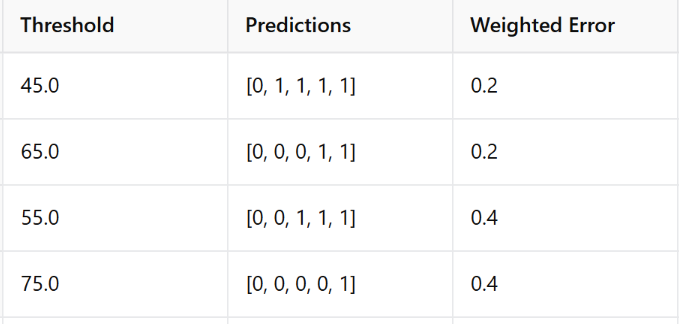 Threshold Predictions Weighted Error
45.0 [0, 1, 1, 1, 1] 0.2
65.0 [0, 0, 0, 1, 1] 0.2
55.0 [0, 0, 1, 1, 1] 0.4
75.0 [0, 0, 0, 0, 1] 0.4